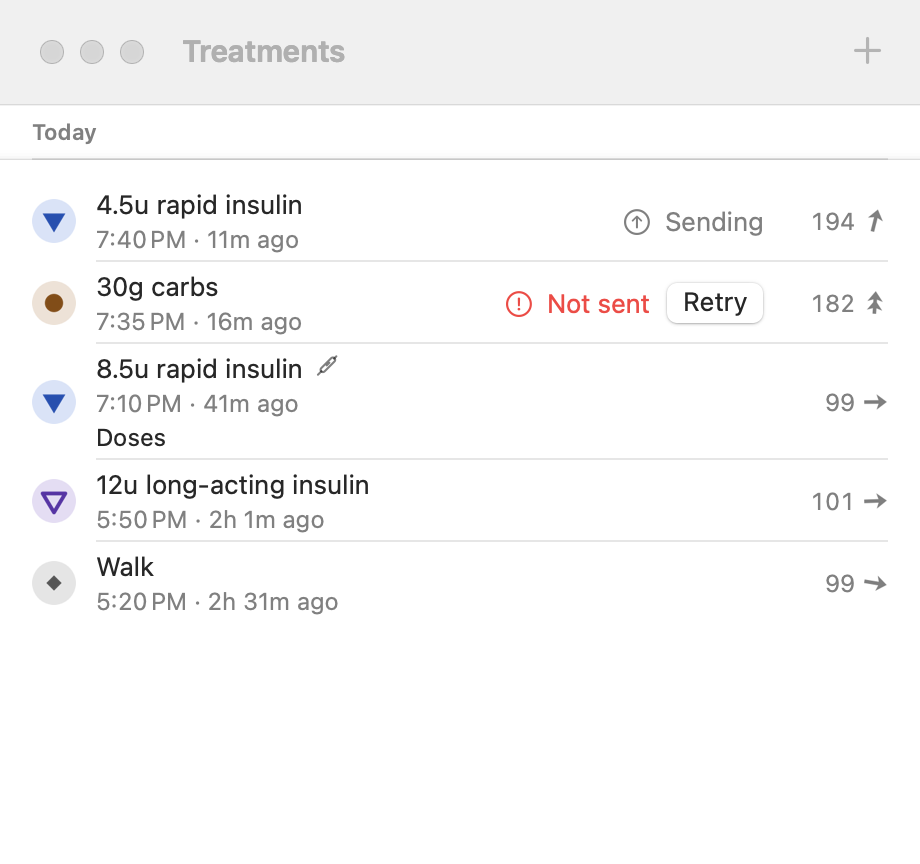 Treatments
Today
4.5u rapid insulin
7:40 PM · 11m ago
Sending
194
30g carbs
7:35 PM · 16m ago
Not sent
Retry
182
8.5u rapid insulin
7:10 PM · 41m ago
Doses
99
12u long-acting insulin
5:50 PM · 2h 1m ago
101
Walk
5:20 PM · 2h 31m ago
99